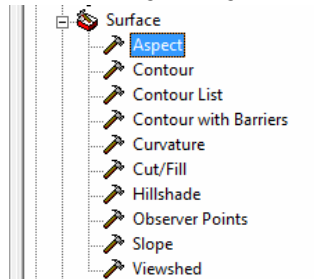 Surface
Aspect
Contour
Contour List
Contour with Barriers
Curvature
Cut/Fill
Hillshade
Observer Points
Slope
Viewshed